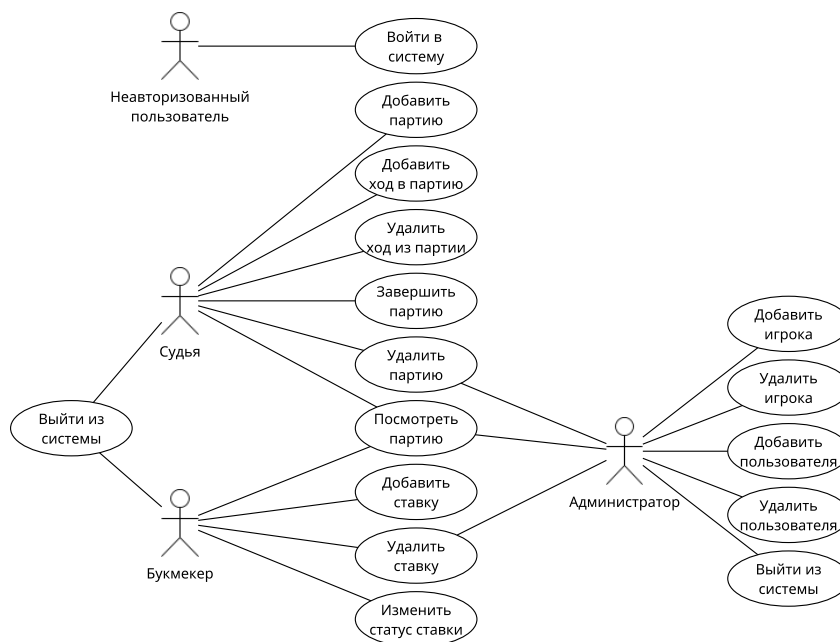 Войти в
систему
Неавторизованный
пользователь
Добавить
партию
Добавить
ход в партию
Удалить
ход из партии
Завершить
партию
Судья
Удалить
партию
Выйти из
системы
Посмотреть
партию
Букмекер
Добавить
ставку
Удалить
ставку
Изменить
статус ставки
Администратор
Добавить
игрока
Удалить
игрока
Добавить
пользователя
Удалить
пользователя
Выйти из
системы